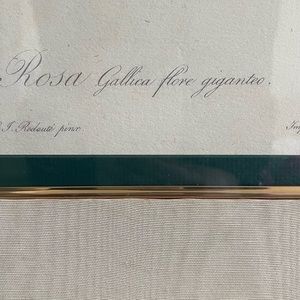 Rosa Gallica flore giganteo.
J. Redouté pinx.